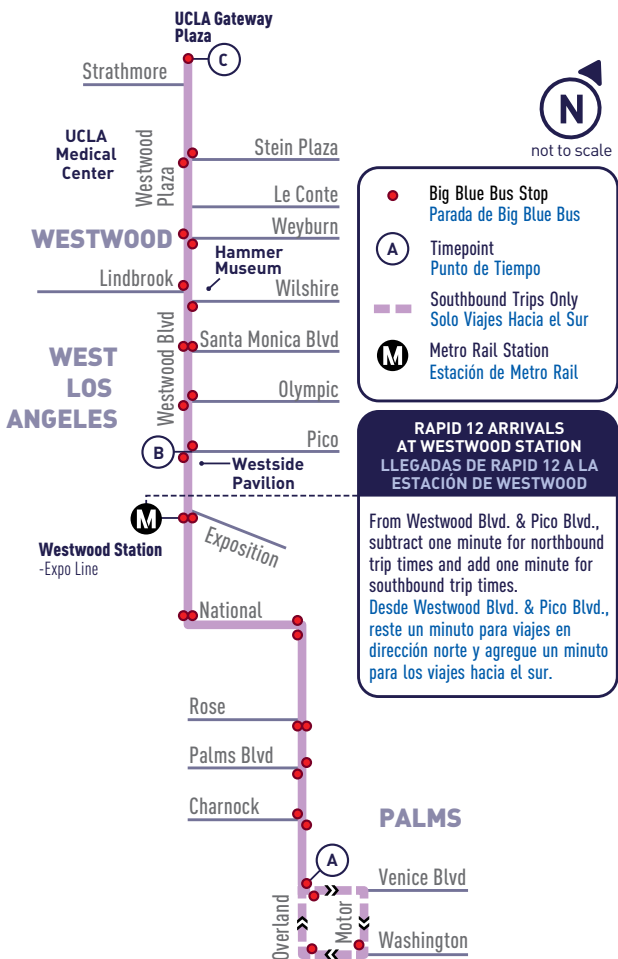 UCLA Gateway
Plaza
C
Strathmore
N
not to scale
UCLA
Medical
Center
Westwood
Plaza
Stein Plaza
Le Conte
Weyburn
WESTWOOD
Hammer
Museum
Lindbrook
Wilshire
Westwood Blvd
Santa Monica Blvd
WEST
LOS
ANGELES
Olympic
Pico
B
Westside
Pavilion
M
Westwood Station
-Expo Line
Exposition
National
Rose
Palms Blvd
Charnock
PALMS
A
Venice Blvd
Overland
Motor
Washington
Big Blue Bus Stop
Parada de Big Blue Bus
A
Timepoint
Punto de Tiempo
Southbound Trips Only
Solo Viajes Hacia el Sur
M
Metro Rail Station
Estación de Metro Rail
RAPID 12 ARRIVALS
AT WESTWOOD STATION
LLEGADAS DE RAPID 12 A LA
ESTACIÓN DE WESTWOOD
From Westwood Blvd. & Pico Blvd.,
subtract one minute for northbound
trip times and add one minute for
southbound trip times.
Desde Westwood Blvd. & Pico Blvd.,
reste un minuto para viajes en
dirección norte y agregue un minuto
para los viajes hacia el sur.